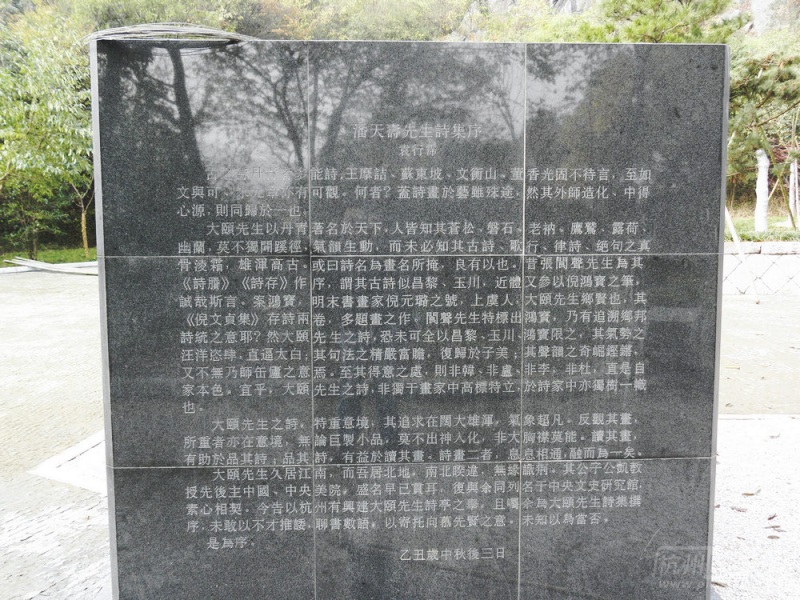 潘天壽先生詩集序
袁行霈
能詩，王摩詰、蘇東坡、文衡山、董香光固不待言，至如
文與可、亦有可觀。何者？蓋詩畫於藝雖殊途，然其外師造化、中得
心源，則同歸於一也。
大頤先生以丹青著名於天下，人皆知其蒼松、磐石、老衲、鷹鷲、露荷、
幽蘭，莫不獨開蹊徑，氣韻生動，而未必知其古詩、歌行、律詩、絕句之真
骨淩霜，雄渾高古。或曰詩名為畫名所掩，良有以也。昔張閬聲先生為其
《詩賸》《詩存》作序，謂其古詩似昌黎、玉川，近體又參以倪鴻寶之筆，
誠哉斯言。案鴻寶，明末書畫家倪元璐之號，上虞人，大頤先生鄉賢也，其
《倪文貞集》存詩兩卷，多題畫之作，閬聲先生特標出鴻寶，乃有追溯鄉邦
詩統之意耶？然大頤先生之詩，恐未可全以昌黎、玉川、鴻寶限之，其氣勢之
汪洋恣肆，直逼太白；其句法之精嚴富贍，復歸於子美；其聲韻之奇崛蹉踏，
又不無乃師缶廬之意焉。至其得意之處，則非韓、非盧、非李、非杜，直是自
家本色。宜乎，大頤先生之詩，非獨于畫家中高標特立，於詩家中亦獨樹一幟
也。
大頤先生之詩，特重意境，其追求在闊大雄渾，氣象超凡。反觀其畫，
所重者亦在意境，無論巨製小品，莫不出神入化，非大胸襟莫能。讀其畫，
有助於品其詩；品其詩，有益於讀其畫。詩畫二者，息息相通，融而為一矣。
大頤先生久居江南，而吾居北地，南北睽違，無緣識荊。其公子公凱教
授先後主中國、中央美院，盛名早已貫耳，復與余同列名于中央文史研究館，
素心相契。今告以杭州有興建大頤先生詩亭之舉，且囑余為大頤先生詩集撰
序，未敢以不才推諉，聊書數語，以寄托向慕先賢之意。未知以為當否。
是為序。
乙丑歲中秋後三日
杭州